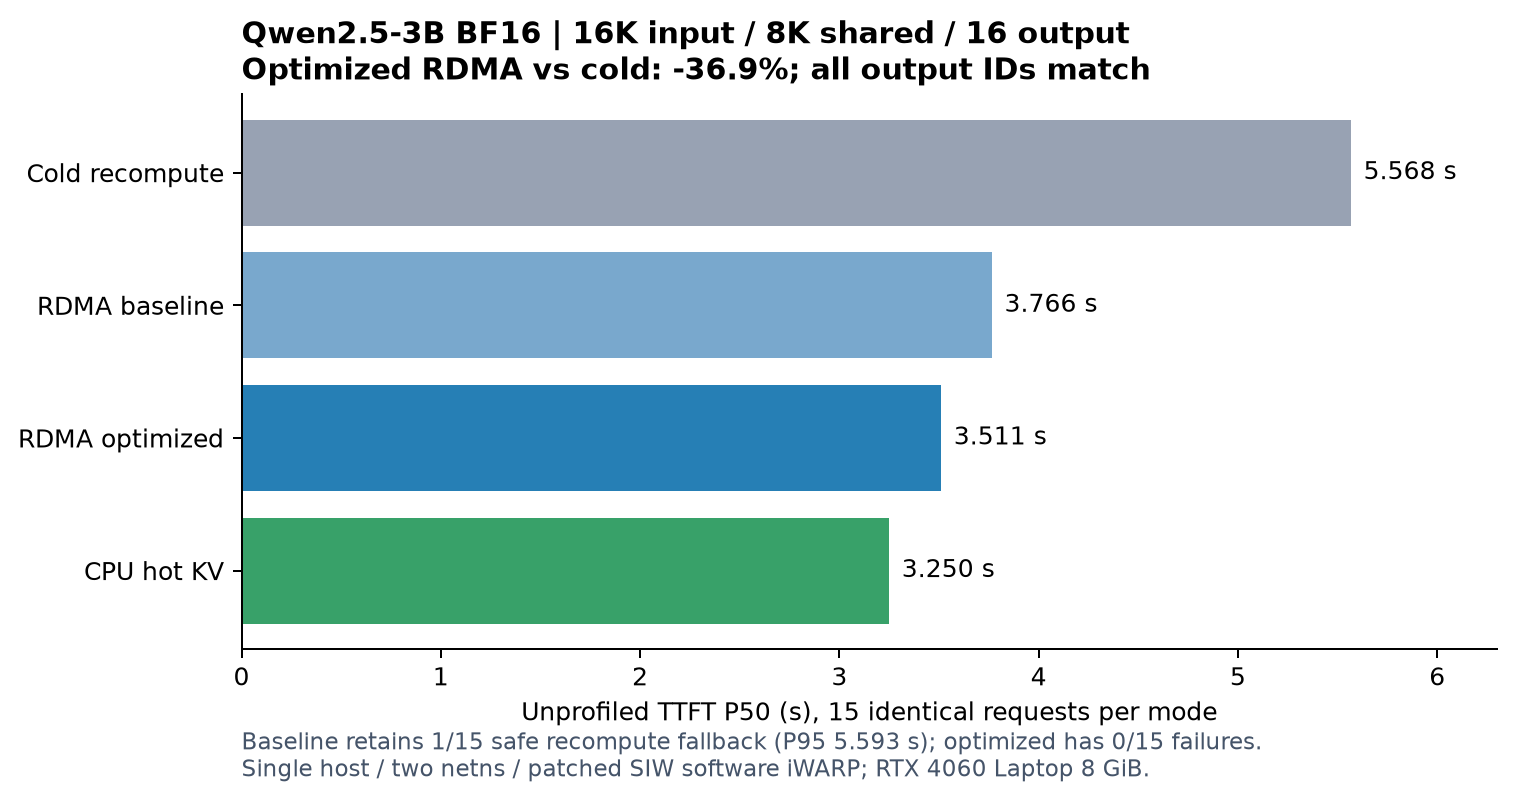 Qwen2.5-3B BF16 | 16K input / 8K shared / 16 output
Optimized RDMA vs cold: -36.9%; all output IDs match
Cold recompute
5.568 s
RDMA baseline
3.766 s
RDMA optimized
3.511 s
CPU hot KV
3.250 s
0 1 2 3 4 5 6
Unprofiled TTFT P50 (s), 15 identical requests per mode
Baseline retains 1/15 safe recompute fallback (P95 5.593 s); optimized has 0/15 failures.
Single host / two netns / patched SIW software iWARP; RTX 4060 Laptop 8 GiB.